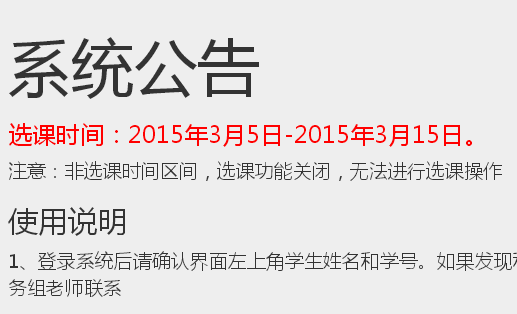 系统公告
选课时间：2015年3月5日-2015年3月15日。
注意：非选课时间区间，选课功能关闭，无法进行选课操作
使用说明
1、登录系统后请确认界面左上角学生姓名和学号。如果发现
务组老师联系